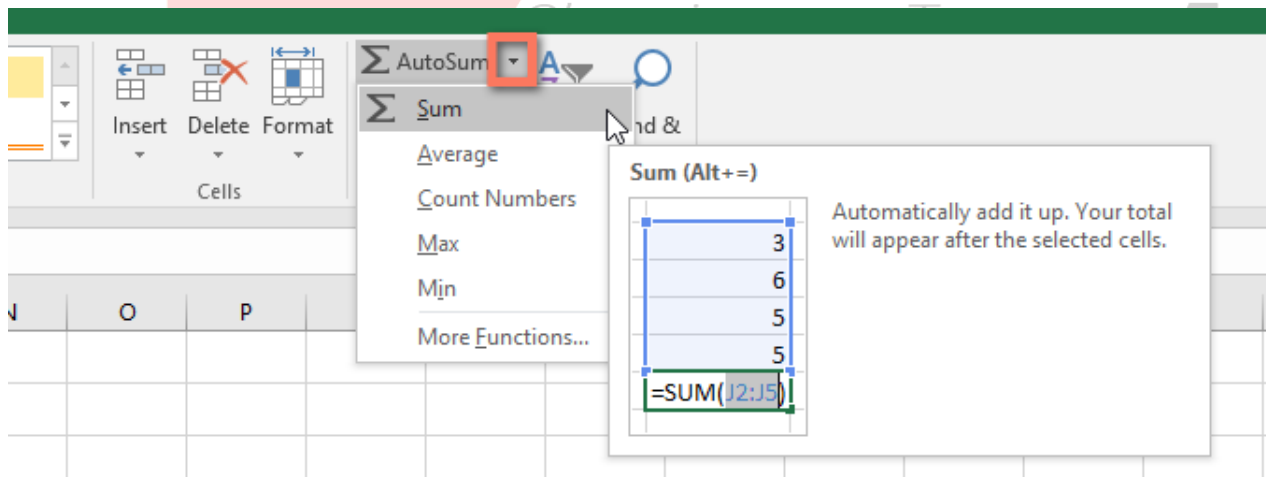 AutoSum
Sum
Average
Count Numbers
Max
Min
More Functions...
Insert Delete Format
Cells
nd &
Sum (Alt+=)
3
6
5
5
=SUM(J2:J5)
Automatically add it up. Your total
will appear after the selected cells.
O P